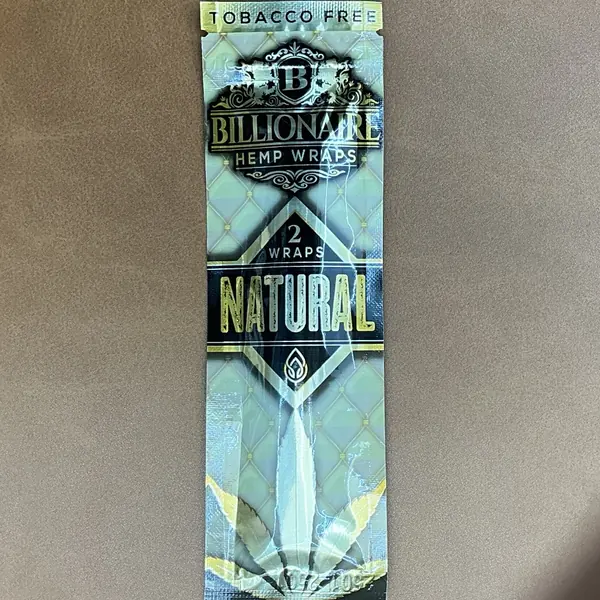 TOBACCO FREE
B
BILLIONAIRE
HEMP WRAPS
2
WRAPS
NATURAL